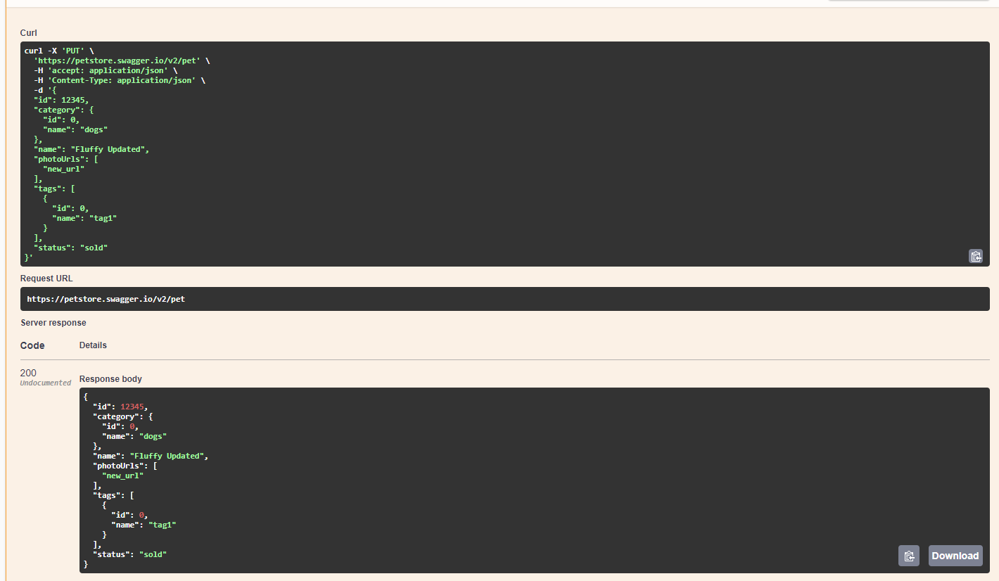 Curl
curl -X 'PUT' \
  'https://petstore.swagger.io/v2/pet' \
  -H 'accept: application/json' \
  -H 'Content-Type: application/json' \
  -d '{
  "id": 12345,
  "category": {
    "id": 0,
    "name": "dogs"
  },
  "name": "Fluffy Updated",
  "photoUrls": [
    "new_url"
  ],
  "tags": [
    {
      "id": 0,
      "name": "tag1"
    }
  ],
  "status": "sold"
}'
Request URL
https://petstore.swagger.io/v2/pet
Server response
Code Details
200
Undocumented
Response body
{
  "id": 12345,
  "category": {
    "id": 0,
    "name": "dogs"
  },
  "name": "Fluffy Updated",
  "photoUrls": [
    "new_url"
  ],
  "tags": [
    {
      "id": 0,
      "name": "tag1"
    }
  ],
  "status": "sold"
}
Download